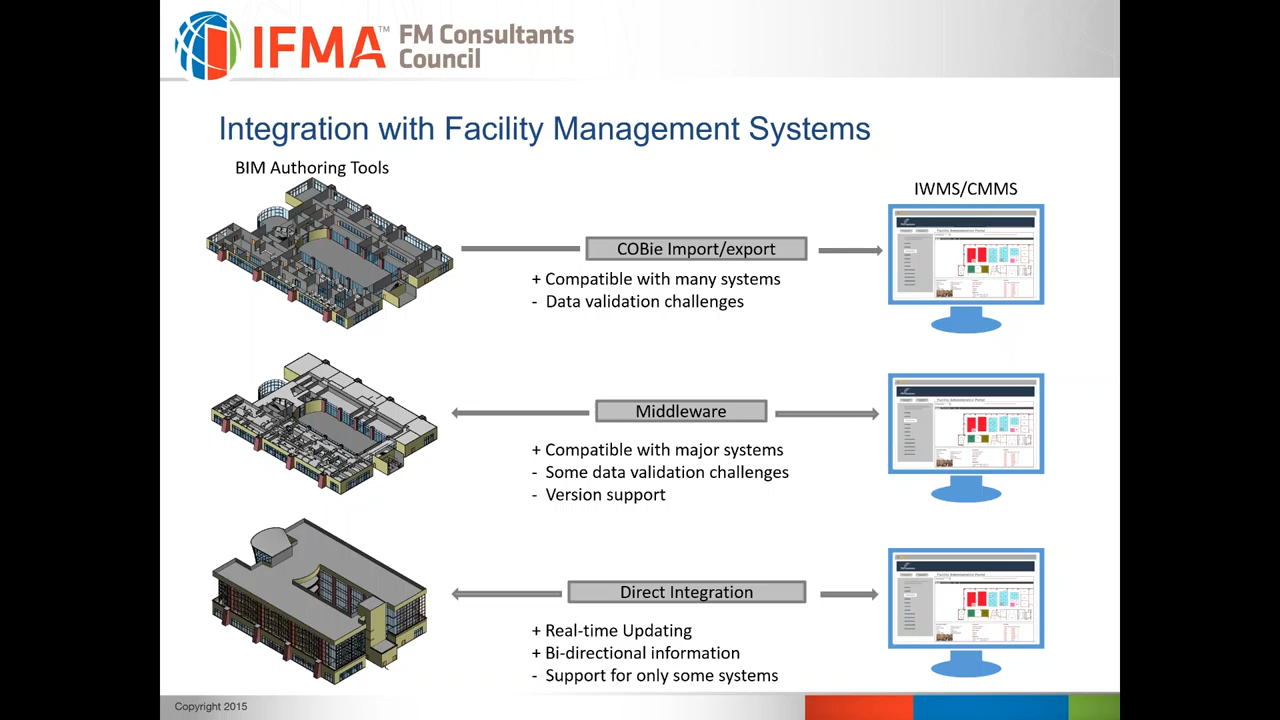 IFMA™ FM Consultants
Council
Integration with Facility Management Systems
BIM Authoring Tools
IWMS/CMMS
COBie Import/export
+ Compatible with many systems
- Data validation challenges
Middleware
+ Compatible with major systems
- Some data validation challenges
- Version support
Direct Integration
+ Real-time Updating
+ Bi-directional information
- Support for only some systems
Copyright 2015